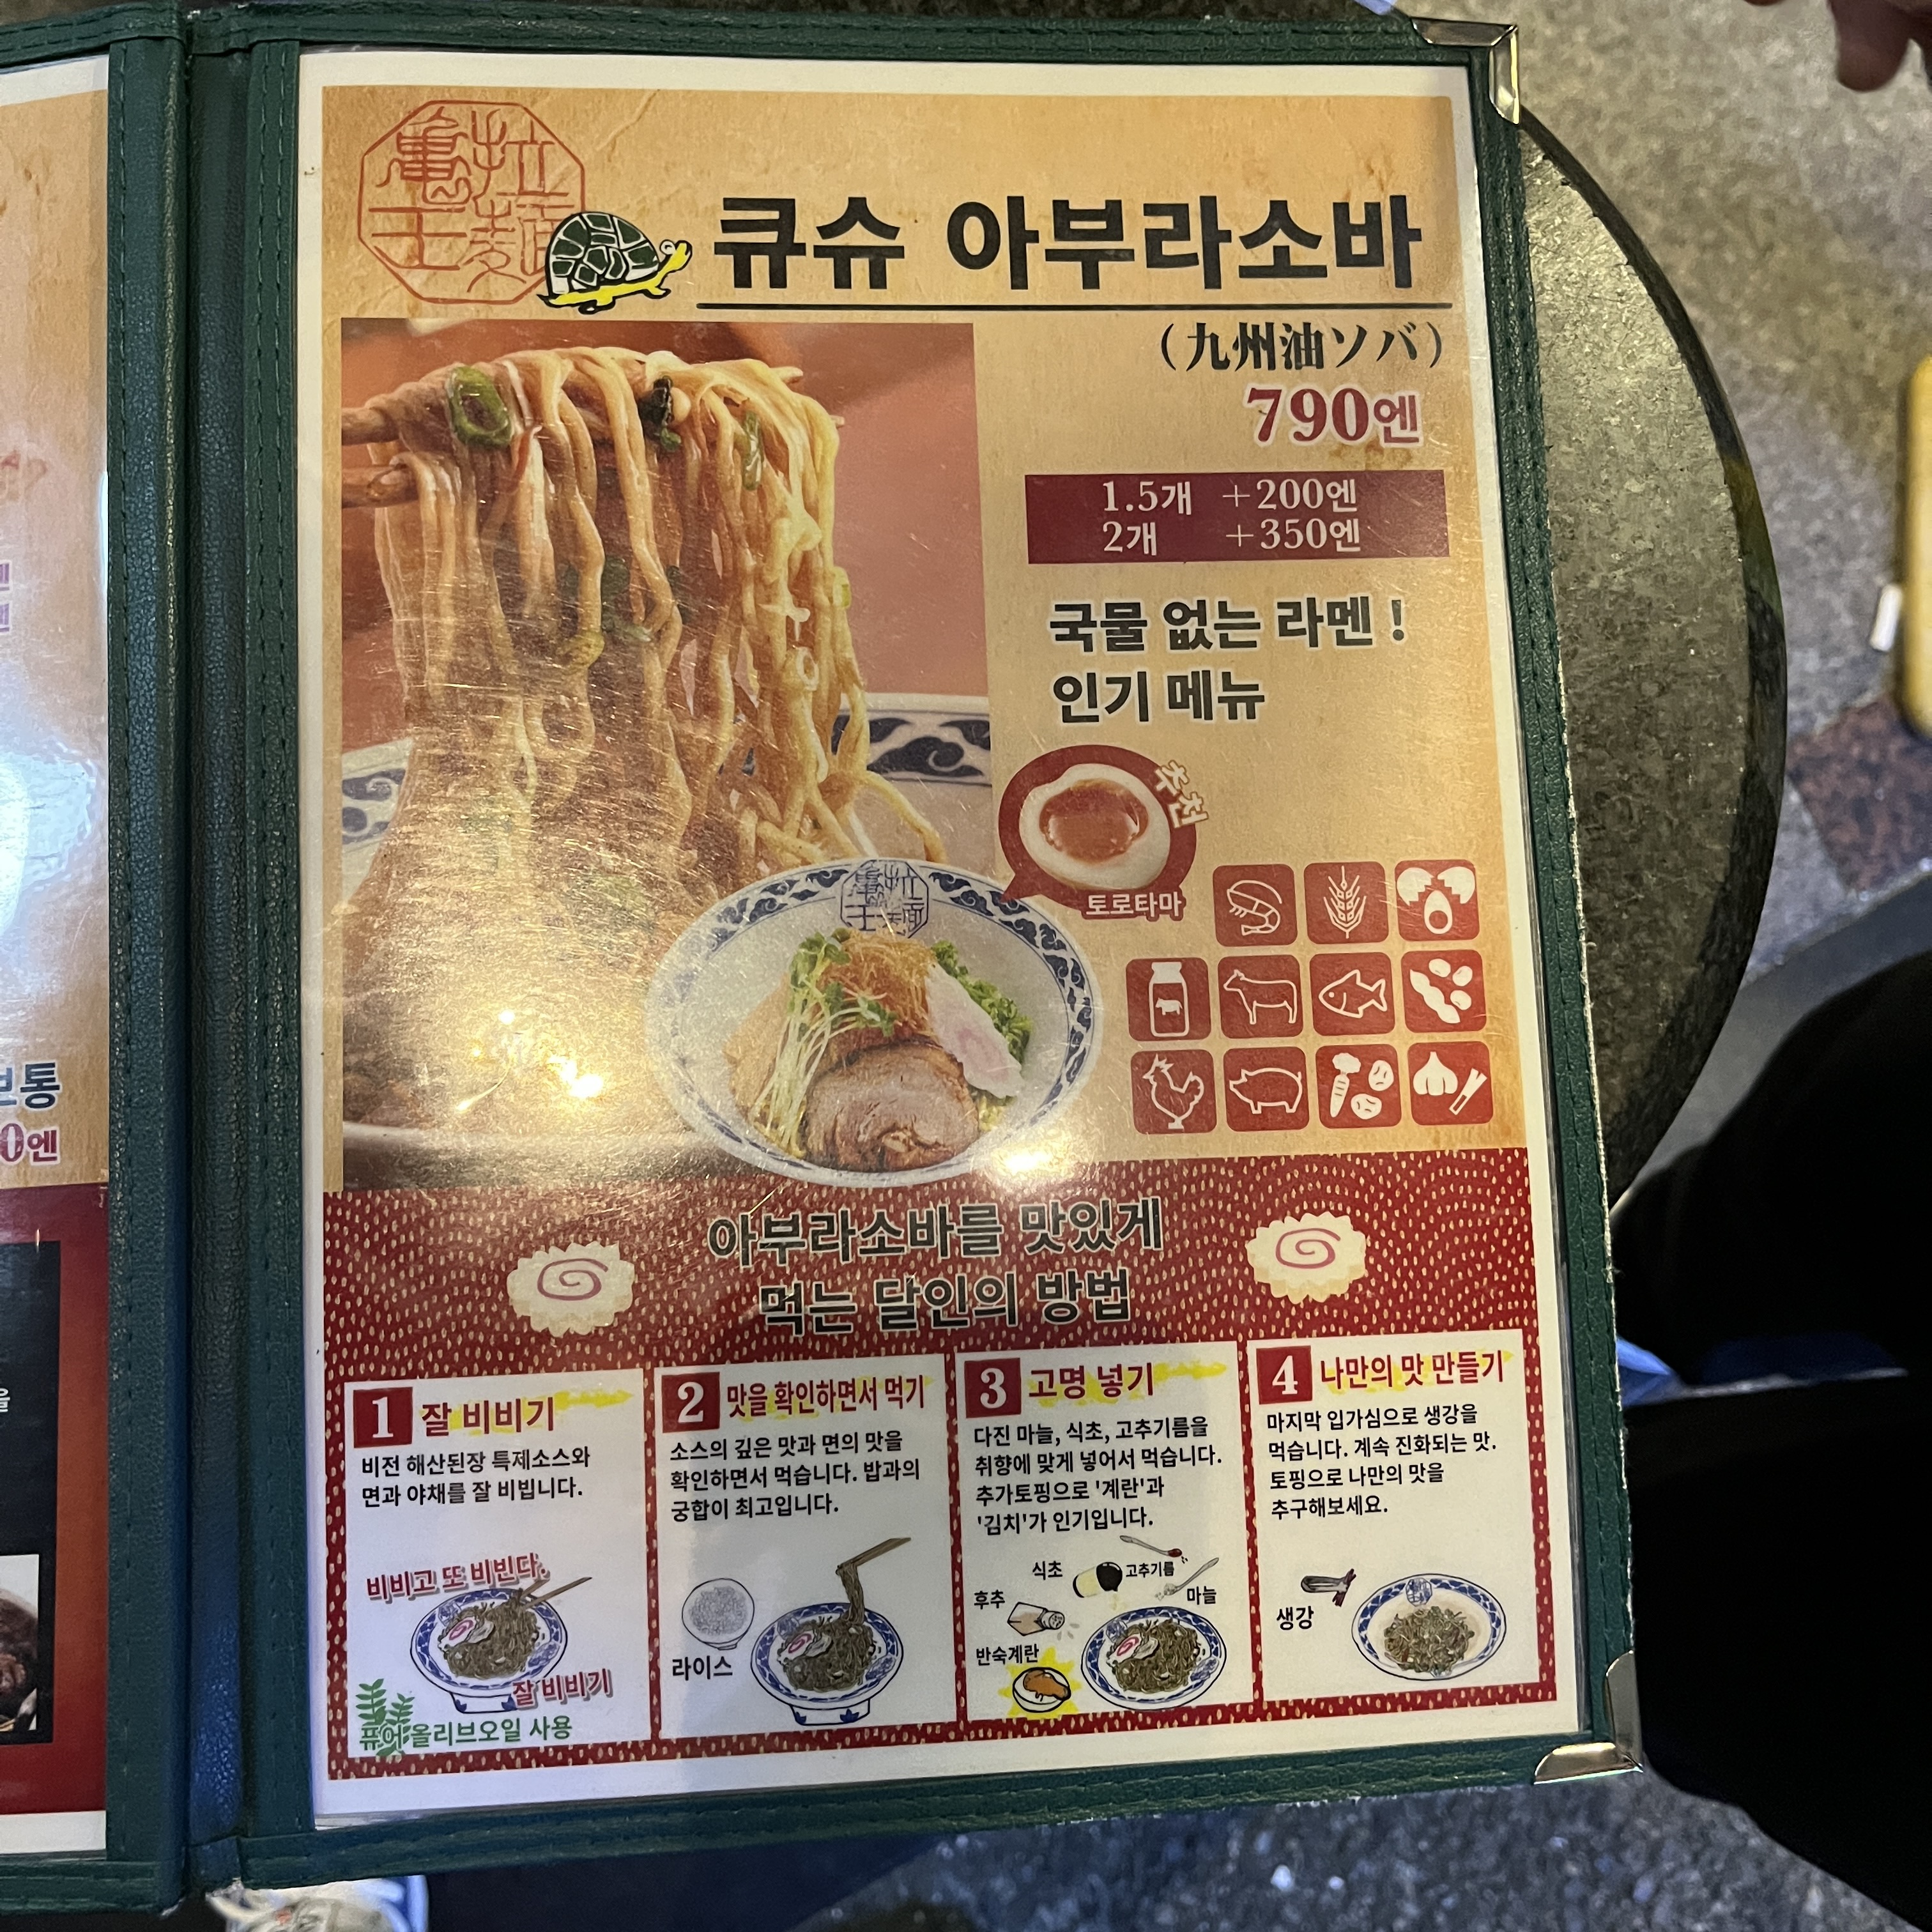 亀拉
王麺
큐슈 아부라소바
(九州油ソバ)
790엔
1.5개 +200엔
2개 +350엔
국물 없는 라멘 !
인기 메뉴
추천
토로타마
亀拉
王麺
아부라소바를 맛있게
먹는 달인의 방법
1 잘 비비기
비전 해산된장 특제소스와
면과 야채를 잘 비빕니다.
비비고 또 비빈다.
잘 비비기
퓨어 올리브오일 사용
2 맛을 확인하면서 먹기
소스의 깊은 맛과 면의 맛을
확인하면서 먹습니다. 밥과의
궁합이 최고입니다.
라이스
3 고명 넣기
다진 마늘, 식초, 고추기름을
취향에 맞게 넣어서 먹습니다.
추가토핑으로 '계란'과
'김치'가 인기입니다.
식초
고추기름
후추
마늘
반숙계란
4 나만의 맛 만들기
마지막 입가심으로 생강을
먹습니다. 계속 진화되는 맛.
토핑으로 나만의 맛을
추구해보세요.
생강
보통
0엔
을